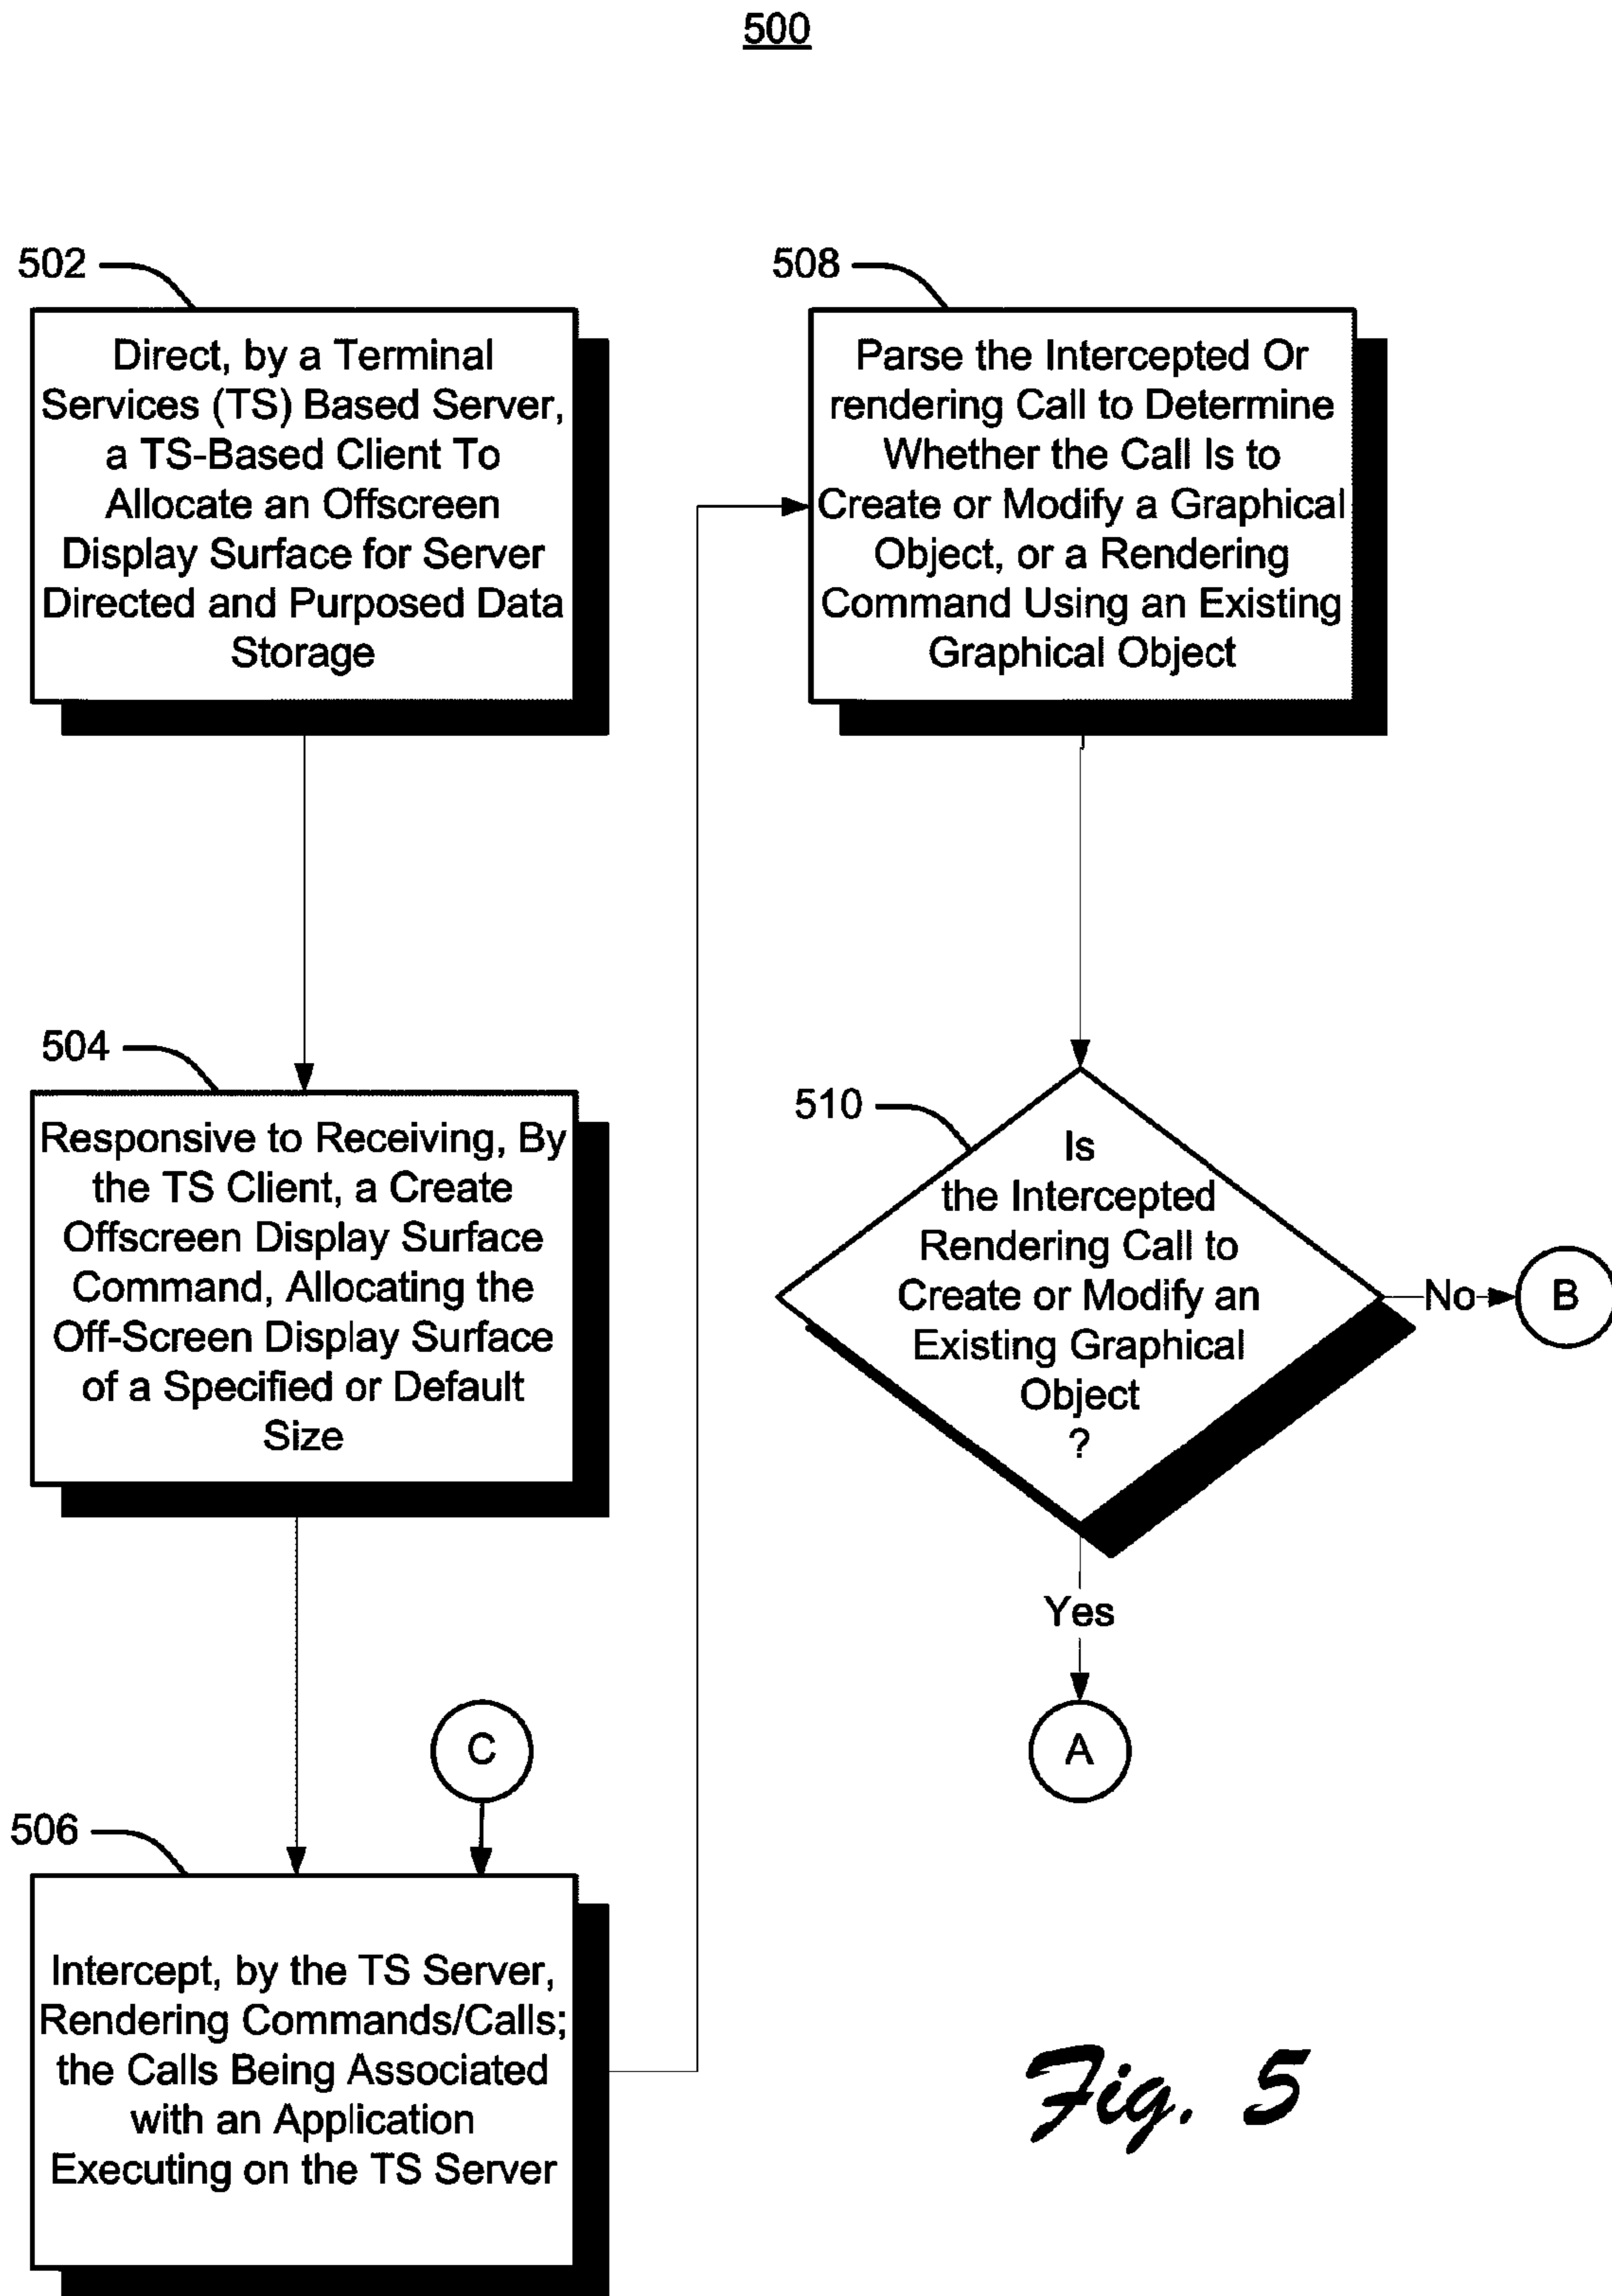 500
502
Direct, by a Terminal
Services (TS) Based Server,
a TS-Based Client To
Allocate an Offscreen
Display Surface for Server
Directed and Purposed Data
Storage
504
Responsive to Receiving, By
the TS Client, a Create
Offscreen Display Surface
Command, Allocating the
Off-Screen Display Surface
of a Specified or Default
Size
C
506
Intercept, by the TS Server,
Rendering Commands/Calls;
the Calls Being Associated
with an Application
Executing on the TS Server
508
Parse the Intercepted Or
rendering Call to Determine
Whether the Call Is to
Create or Modify a Graphical
Object, or a Rendering
Command Using an Existing
Graphical Object
510
Is
the Intercepted
Rendering Call to
Create or Modify an
Existing Graphical
Object
?
No
B
Yes
A
Fig. 5